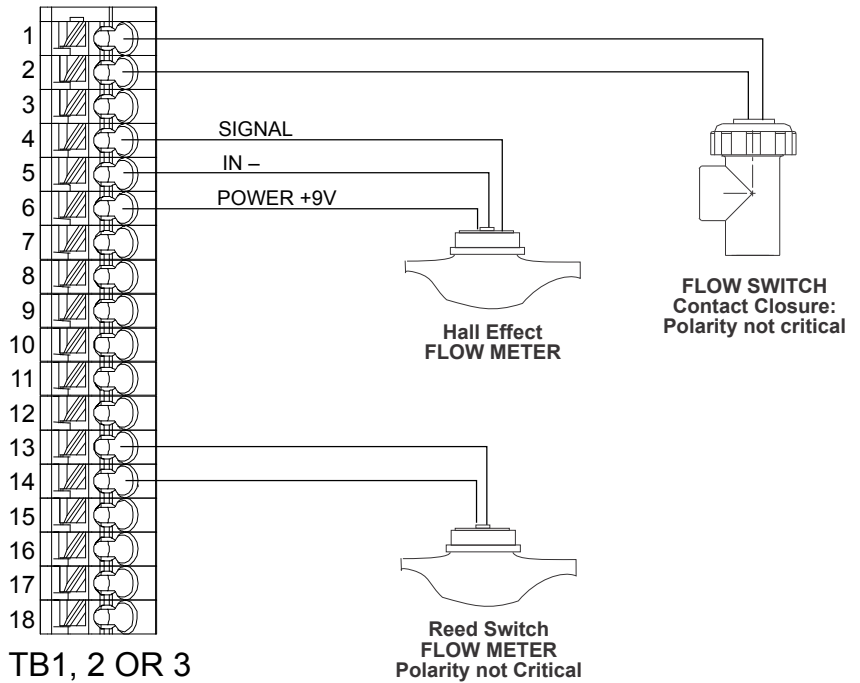 1
2
3
4
5
6
7
8
9
10
11
12
13
14
15
16
17
18
TB1, 2 OR 3
SIGNAL
IN –
POWER +9V
Hall Effect
FLOW METER
FLOW SWITCH
Contact Closure:
Polarity not critical
Reed Switch
FLOW METER
Polarity not Critical